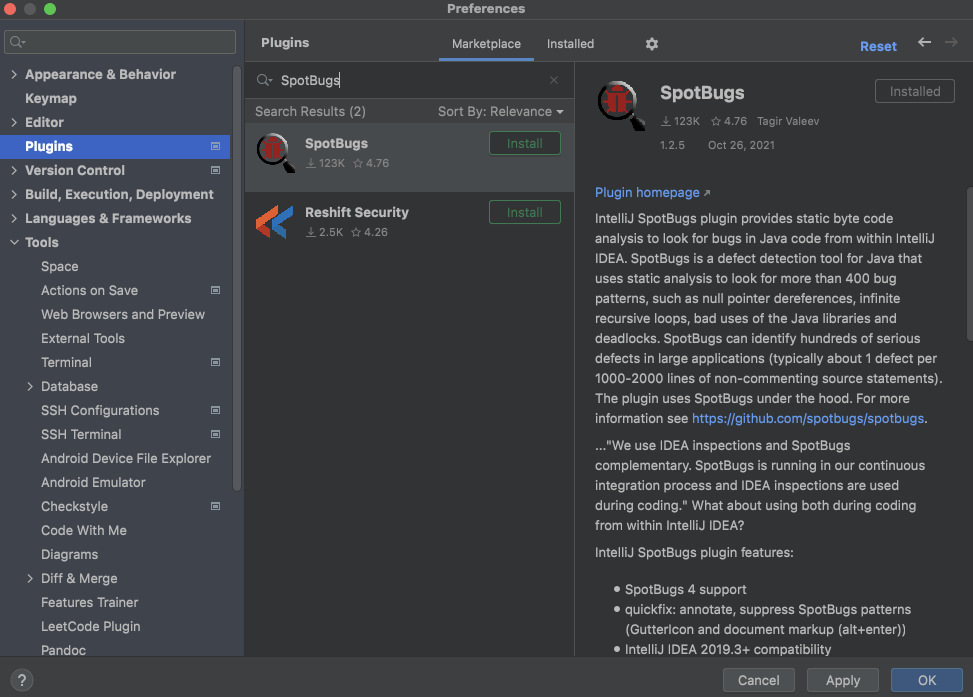 Preferences
Plugins
Marketplace
Installed
Reset
Appearance & Behavior
Keymap
Editor
Plugins
Version Control
Build, Execution, Deployment
Languages & Frameworks
Tools
Space
Actions on Save
Web Browsers and Preview
External Tools
Terminal
Database
SSH Configurations
SSH Terminal
Android Device File Explorer
Android Emulator
Checkstyle
Code With Me
Diagrams
Diff & Merge
Features Trainer
LeetCode Plugin
Pandoc
SpotBugs
Search Results (2)
Sort By: Relevance
SpotBugs
Install
123K 4.76
Reshift Security
Install
2.5K 4.26
SpotBugs
Installed
123K 4.76 Tagir Valeev
1.2.5 Oct 26, 2021
Plugin homepage ↗
IntelliJ SpotBugs plugin provides static byte code
analysis to look for bugs in Java code from within IntelliJ
IDEA. SpotBugs is a defect detection tool for Java that
uses static analysis to look for more than 400 bug
patterns, such as null pointer dereferences, infinite
recursive loops, bad uses of the Java libraries and
deadlocks. SpotBugs can identify hundreds of serious
defects in large applications (typically about 1 defect per
1000-2000 lines of non-commenting source statements).
The plugin uses SpotBugs under the hood. For more
information see https://github.com/spotbugs/spotbugs.
..."We use IDEA inspections and SpotBugs
complementary. SpotBugs is running in our continuous
integration process and IDEA inspections are used
during coding." What about using both during coding
from within IntelliJ IDEA?
IntelliJ SpotBugs plugin features:
• SpotBugs 4 support
• quickfix: annotate, suppress SpotBugs patterns
(GutterIcon and document markup (alt+enter))
• IntelliJ IDEA 2019.3+ compatibility
?
Cancel
Apply
OK